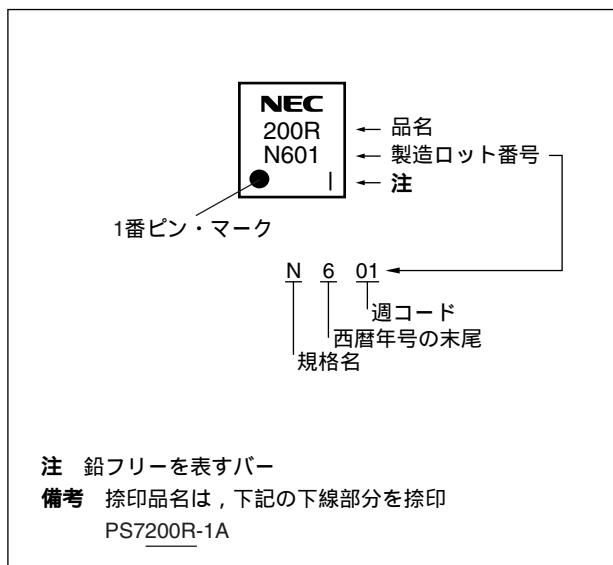 NEC
200R ← 品名
N601 ← 製造ロット番号
| ← 注
1番ピン・マーク
N 6 01
週コード
西暦年号の末尾
規格名
注 鉛フリーを表すバー
備考 捺印品名は，下記の下線部分を捺印
PS7200R-1A